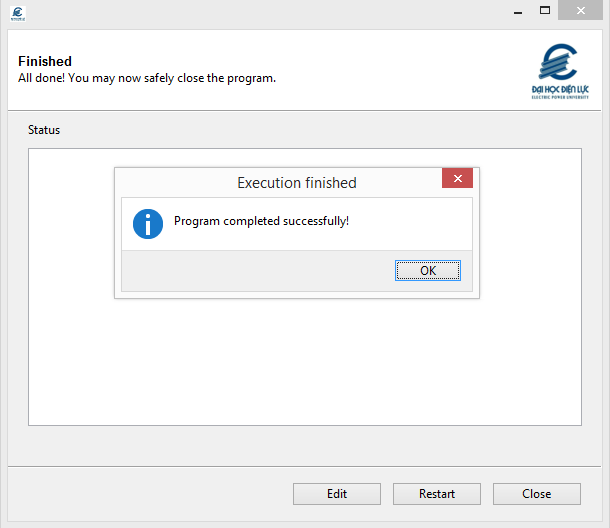 Finished
All done! You may now safely close the program.
ĐẠI HỌC ĐIỆN LỰC
ELECTRIC POWER UNIVERSITY
Status
Execution finished
Program completed successfully!
OK
Edit
Restart
Close